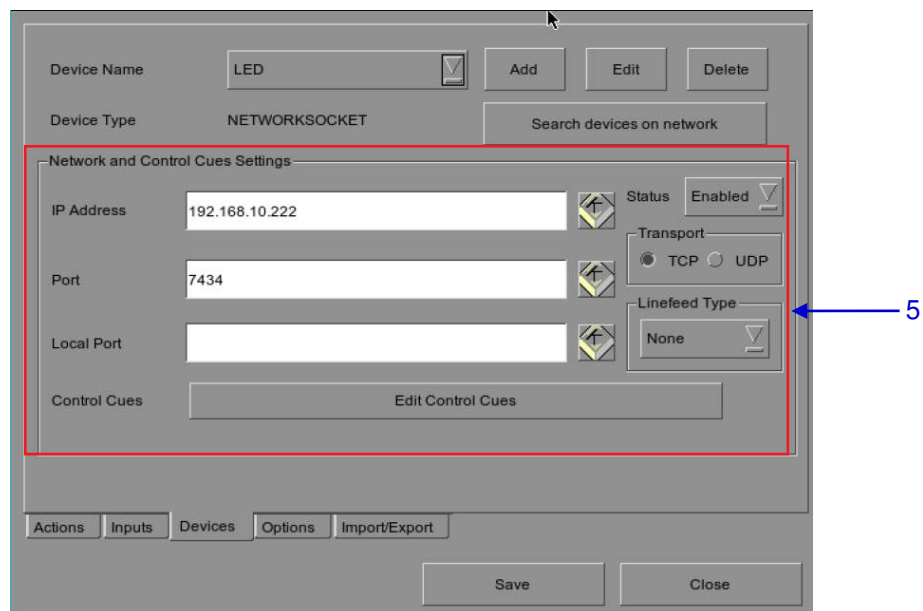 Device Name LED Add Edit Delete
Device Type NETWORKSOCKET Search devices on network
Network and Control Cues Settings
IP Address 192.168.10.222 Status Enabled
Transport
TCP UDP
Port 7434
Linefeed Type
None
Local Port
Control Cues Edit Control Cues
5
Actions Inputs Devices Options Import/Export
Save Close